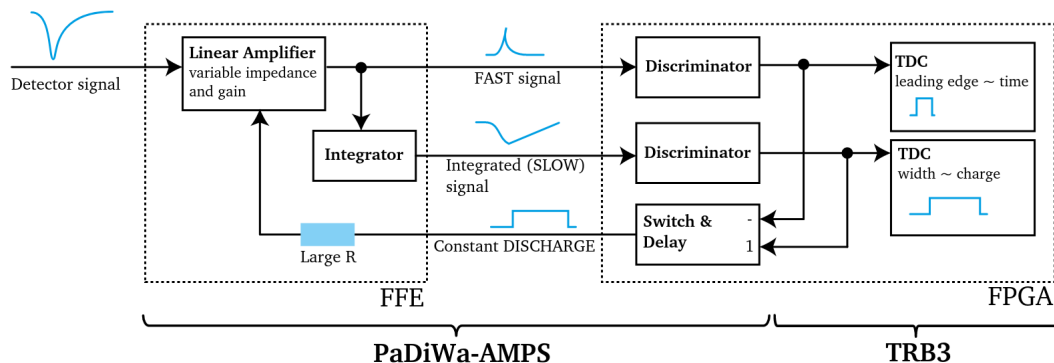 Detector signal
Linear Amplifier
variable impedance
and gain
FAST signal
Discriminator
TDC
leading edge ~ time
Integrator
Integrated (SLOW)
signal
Discriminator
TDC
width ~ charge
Large R
Constant DISCHARGE
Switch &
Delay
-
1
FFE
FPGA
PaDiWa-AMPS
TRB3